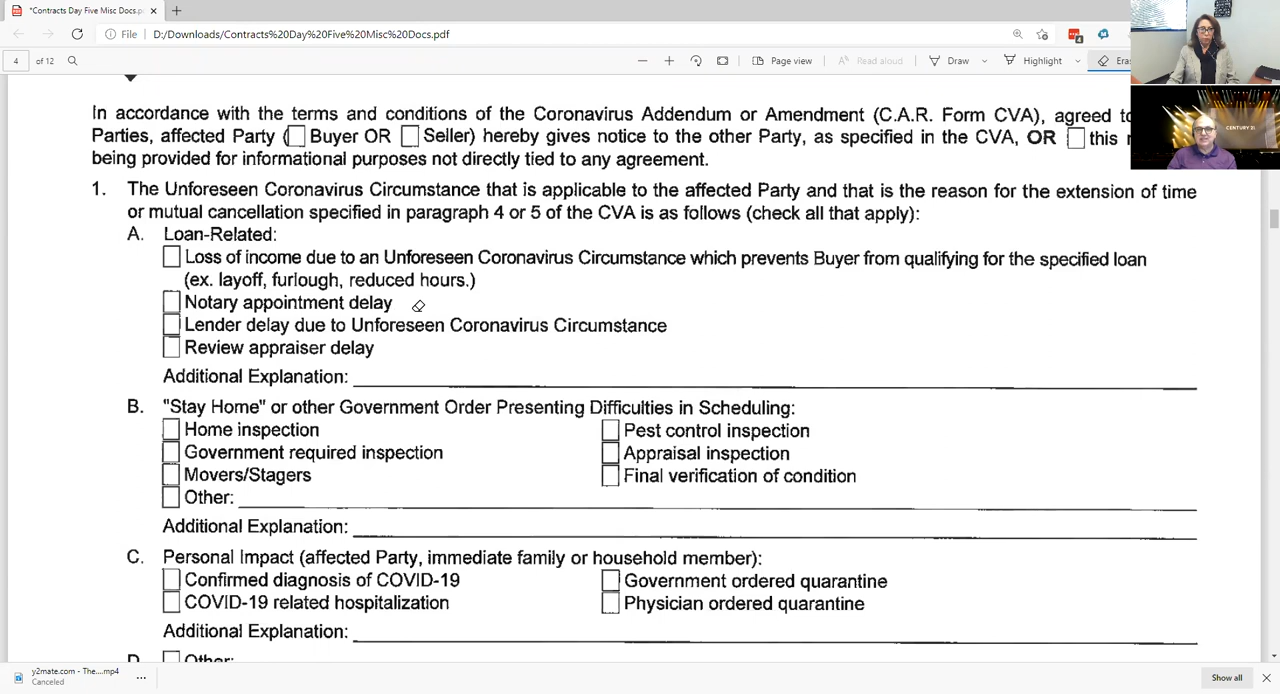 *Contracts Day Five Misc Docs.p
File D:/Downloads/Contracts%20Day%20Five%20Misc%20Docs.pdf
4 of 12 Page view Read aloud Draw Highlight
CENTURY 21
In accordance with the terms and conditions of the Coronavirus Addendum or Amendment (C.A.R. Form CVA), agreed
Parties, affected Party ( Buyer OR Seller) hereby gives notice to the other Party, as specified in the CVA, OR this
being provided for informational purposes not directly tied to any agreement.
1. The Unforeseen Coronavirus Circumstance that is applicable to the affected Party and that is the reason for the extension of time
or mutual cancellation specified in paragraph 4 or 5 of the CVA is as follows (check all that apply):
A. Loan-Related:
Loss of income due to an Unforeseen Coronavirus Circumstance which prevents Buyer from qualifying for the specified loan
(ex. layoff, furlough, reduced hours.)
Notary appointment delay
Lender delay due to Unforeseen Coronavirus Circumstance
Review appraiser delay
Additional Explanation:
B. "Stay Home" or other Government Order Presenting Difficulties in Scheduling:
Home inspection Pest control inspection
Government required inspection Appraisal inspection
Movers/Stagers Final verification of condition
Other:
Additional Explanation:
C. Personal Impact (affected Party, immediate family or household member):
Confirmed diagnosis of COVID-19 Government ordered quarantine
COVID-19 related hospitalization Physician ordered quarantine
Additional Explanation:
D. Other:
y2mate.com - The....mp4
Canceled
Show all